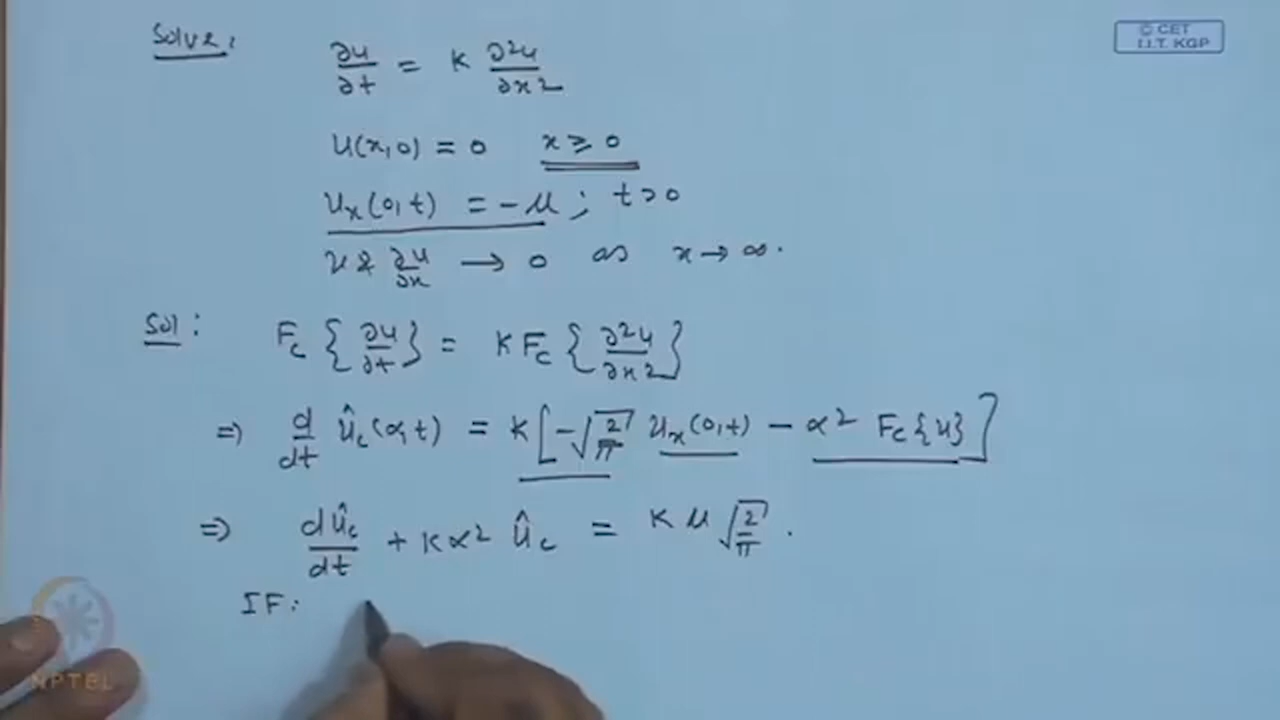 Solve:
© CET
I.I.T. KGP
∂u/∂t = K ∂²u/∂x²
u(x,0) = 0 x ≥ 0
u_x(0,t) = -μ ; t>0
u & ∂u/∂x → 0 as x → ∞.
Sol: F_c {∂u/∂t} = K F_c {∂²u/∂x²}
⇒ d/dt û_c(α,t) = K[-√(2/π) u_x(0,t) - α² F_c{u}]
⇒ dû_c/dt + Kα² û_c = Kμ√(2/π).
IF:
NPTEL